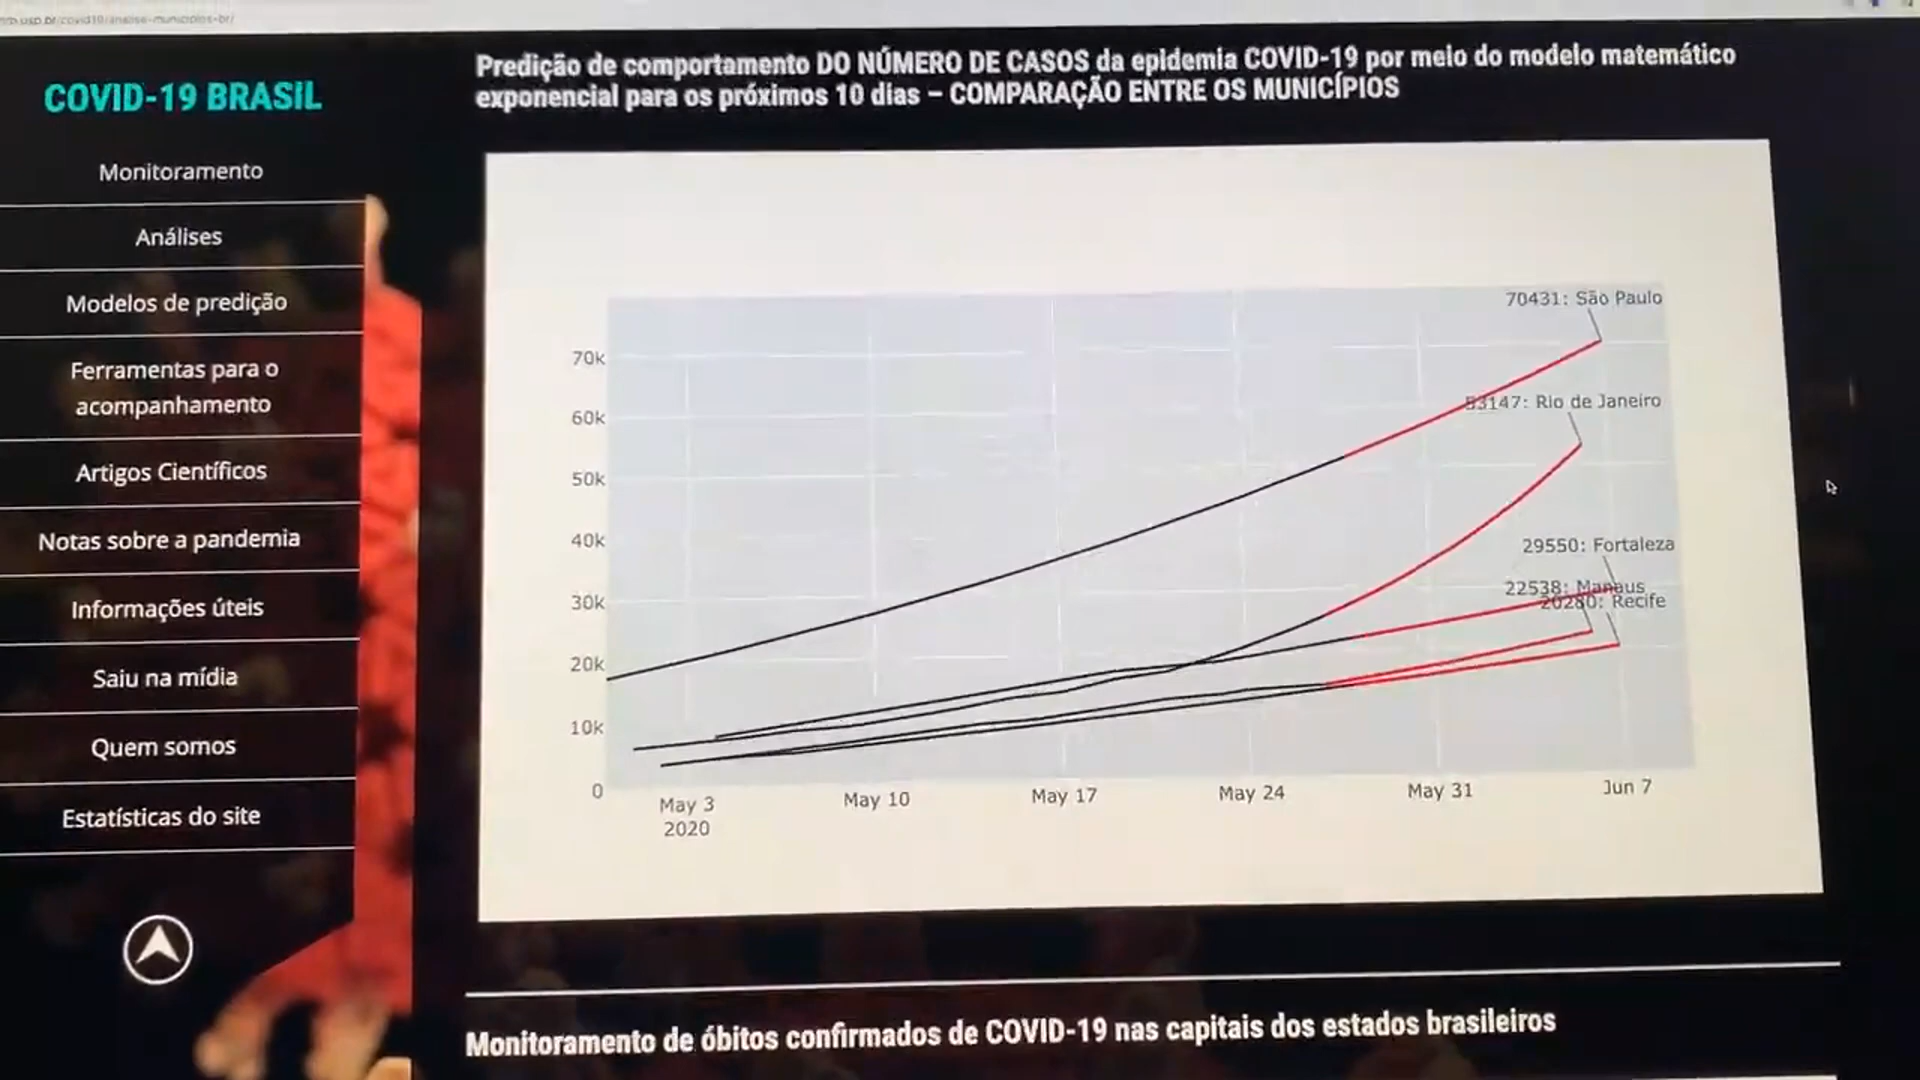 COVID-19 BRASIL
Monitoramento
Análises
Modelos de predição
Ferramentas para o
acompanhamento
Artigos Científicos
Notas sobre a pandemia
Informações úteis
Saiu na mídia
Quem somos
Estatísticas do site
Predição de comportamento DO NÚMERO DE CASOS da epidemia COVID-19 por meio do modelo matemático
exponencial para os próximos 10 dias – COMPARAÇÃO ENTRE OS MUNICÍPIOS
70431: São Paulo
53147: Rio de Janeiro
29550: Fortaleza
22538: Manaus
20280: Recife
70k
60k
50k
40k
30k
20k
10k
0
May 3
2020
May 10
May 17
May 24
May 31
Jun 7
Monitoramento de óbitos confirmados de COVID-19 nas capitais dos estados brasileiros